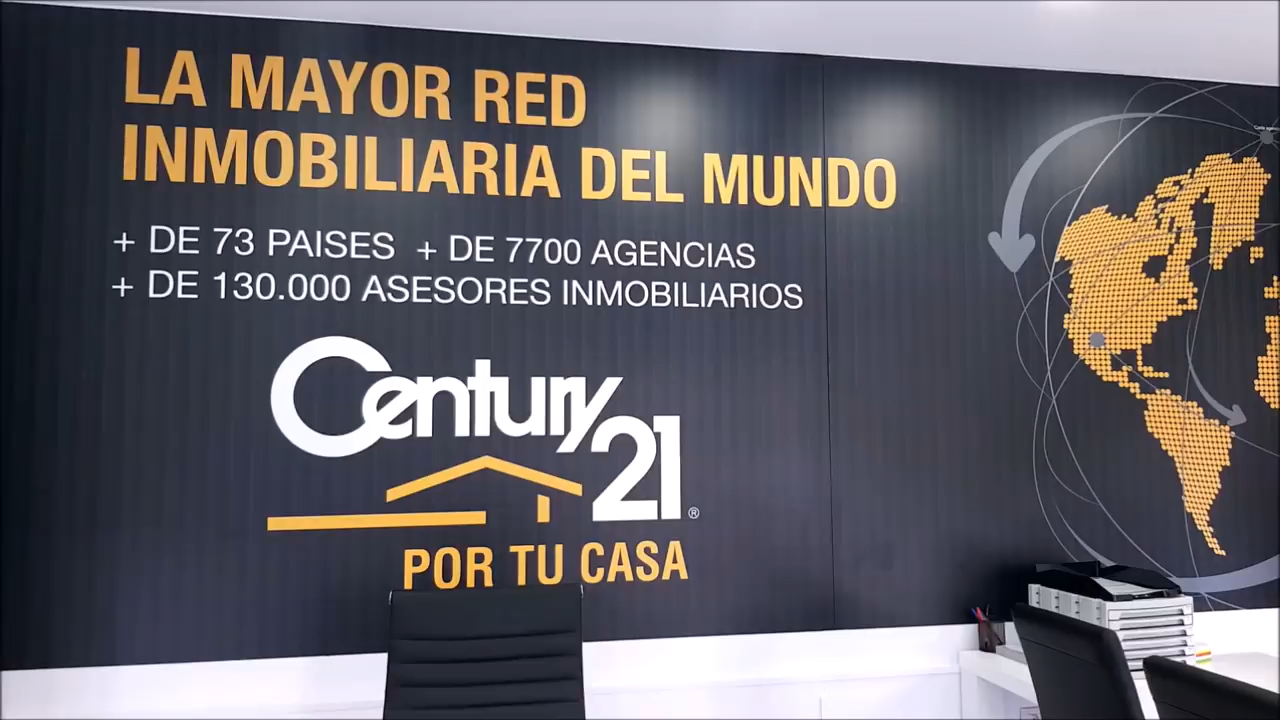 LA MAYOR RED
INMOBILIARIA DEL MUNDO
+ DE 73 PAISES + DE 7700 AGENCIAS
+ DE 130.000 ASESORES INMOBILIARIOS
Century
21®
POR TU CASA